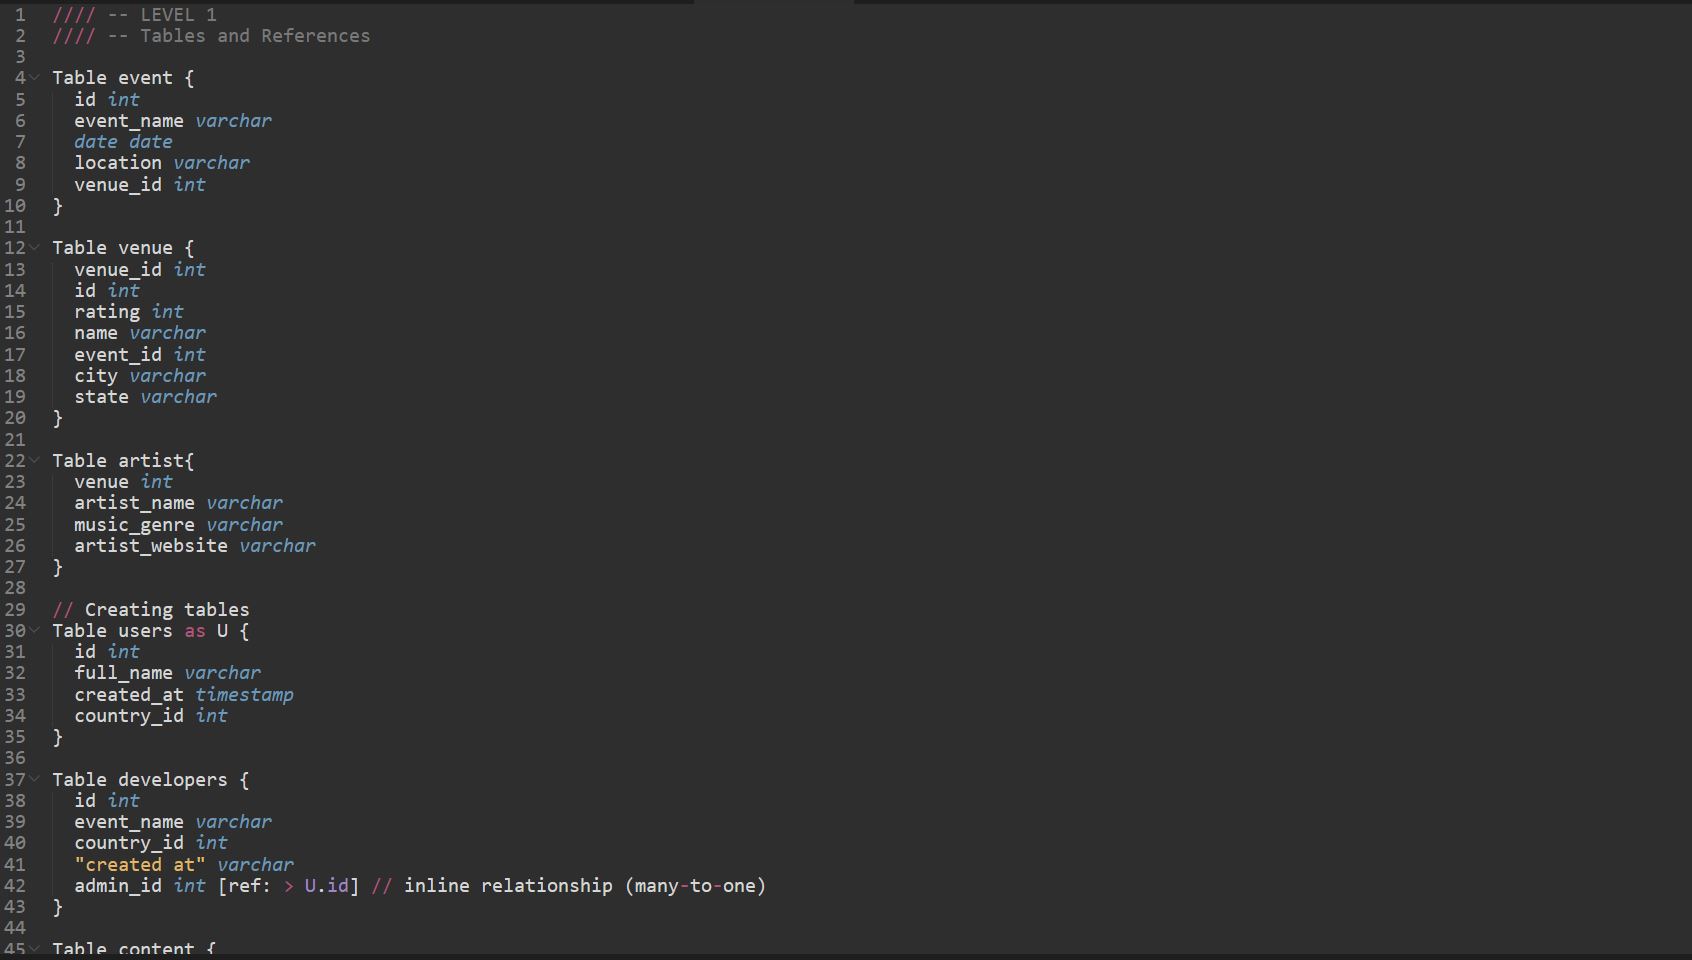 1 //// -- LEVEL 1
2 //// -- Tables and References
3
4 Table event {
5 id int
6 event_name varchar
7 date date
8 location varchar
9 venue_id int
10 }
11
12 Table venue {
13 venue_id int
14 id int
15 rating int
16 name varchar
17 event_id int
18 city varchar
19 state varchar
20 }
21
22 Table artist{
23 venue int
24 artist_name varchar
25 music_genre varchar
26 artist_website varchar
27 }
28
29 // Creating tables
30 Table users as U {
31 id int
32 full_name varchar
33 created_at timestamp
34 country_id int
35 }
36
37 Table developers {
38 id int
39 event_name varchar
40 country_id int
41 "created at" varchar
42 admin_id int [ref: > U.id] // inline relationship (many-to-one)
43 }
44
45 Table content {